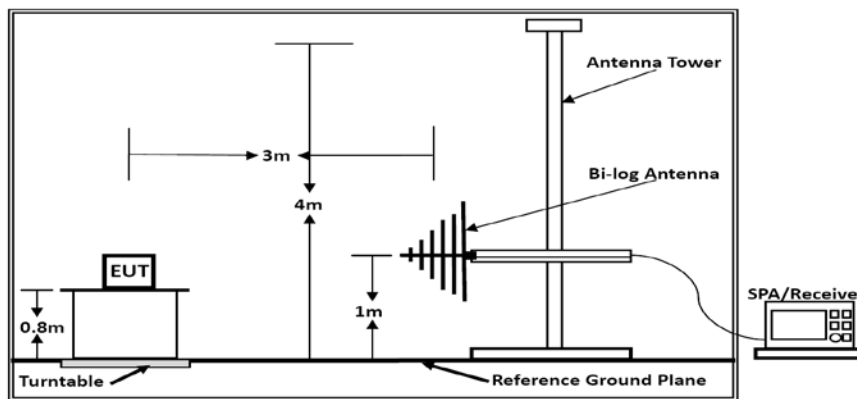 Antenna Tower
3m
Bi-log Antenna
4m
EUT
SPA/Receive
0.8m
1m
Turntable
Reference Ground Plane